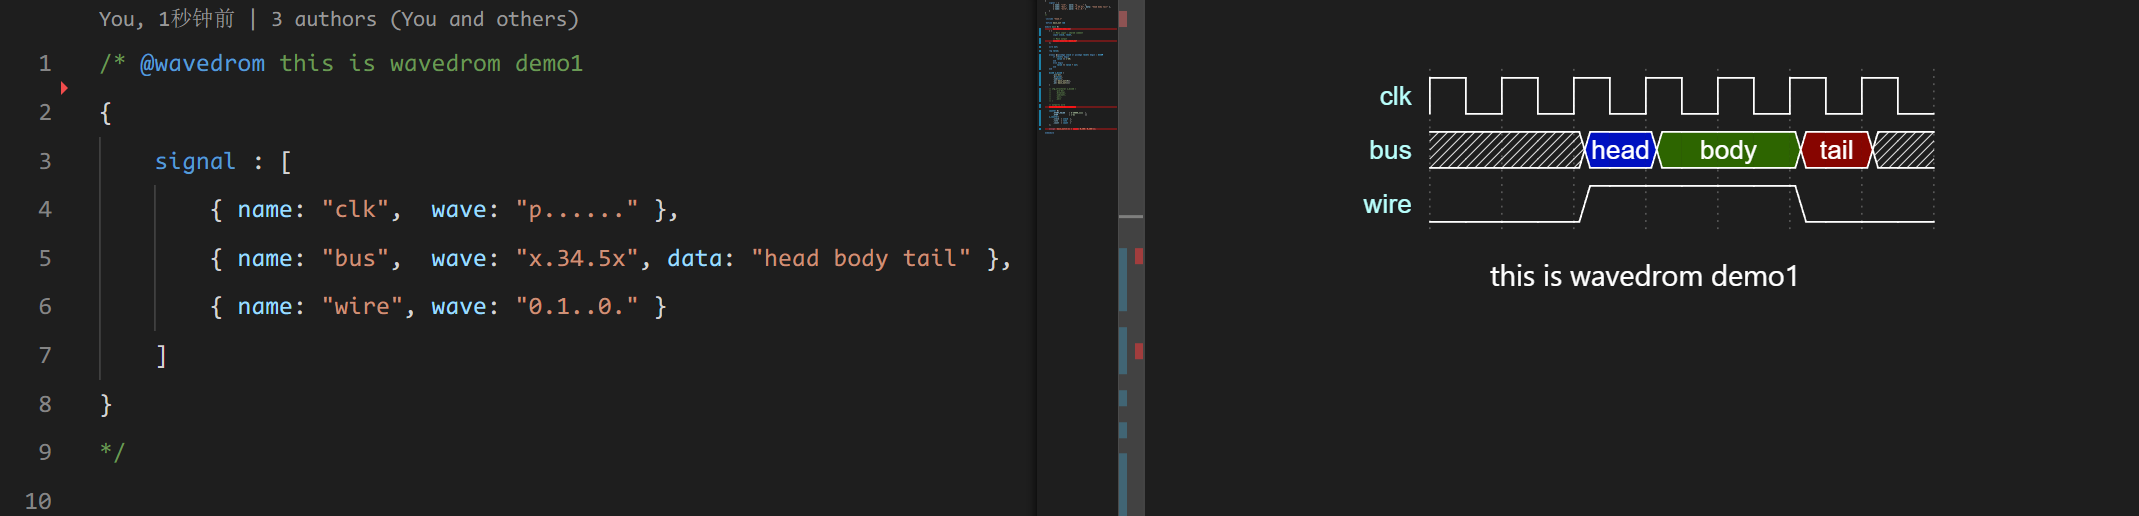 You, 1秒钟前 | 3 authors (You and others)
1 /* @wavedrom this is wavedrom demo1
2 {
3 signal : [
4 { name: "clk",  wave: "p......" },
5 { name: "bus",  wave: "x.34.5x", data: "head body tail" },
6 { name: "wire", wave: "0.1..0." }
7 ]
8 }
9 */
10
clk
bus head body tail
wire
this is wavedrom demo1